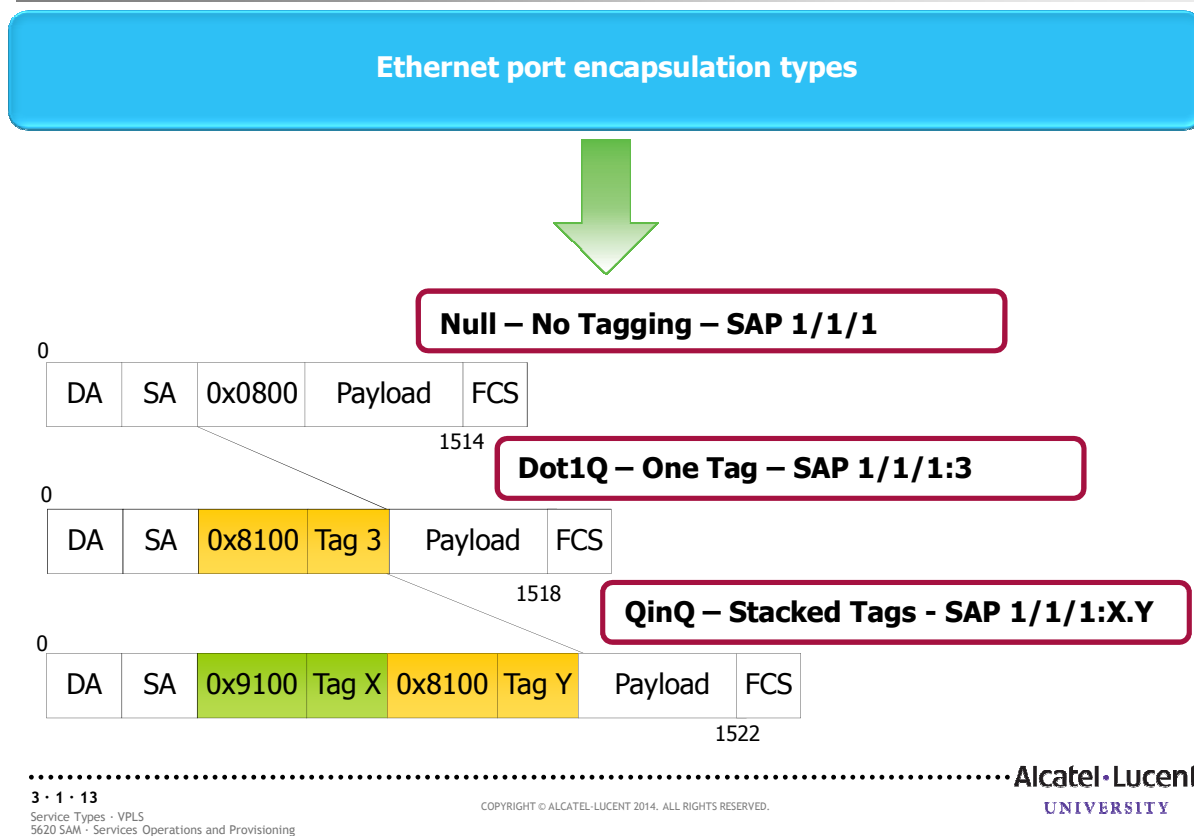 Ethernet port encapsulation types
Null – No Tagging – SAP 1/1/1
0
DA SA 0x0800 Payload FCS
1514
Dot1Q – One Tag – SAP 1/1/1:3
0
DA SA 0x8100 Tag 3 Payload FCS
1518
QinQ – Stacked Tags - SAP 1/1/1:X.Y
0
DA SA 0x9100 Tag X 0x8100 Tag Y Payload FCS
1522
Alcatel·Lucent
UNIVERSITY
3 · 1 · 13
Service Types · VPLS
5620 SAM · Services Operations and Provisioning
COPYRIGHT © ALCATEL-LUCENT 2014. ALL RIGHTS RESERVED.